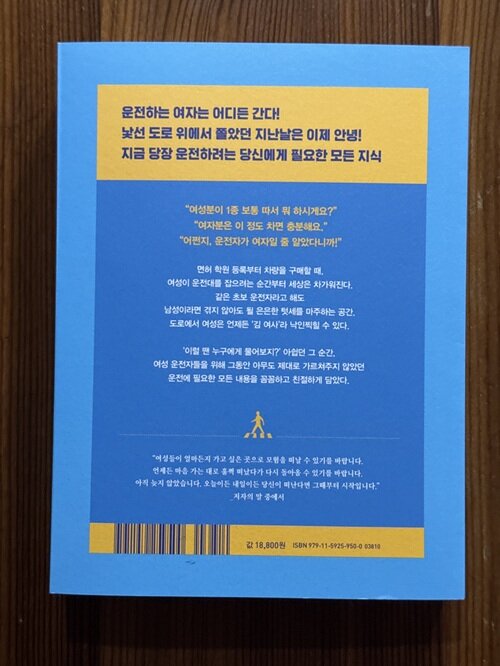 운전하는 여자는 어디든 간다!
낯선 도로 위에서 쫄았던 지난날은 이제 안녕!
지금 당장 운전하려는 당신에게 필요한 모든 지식
“여성분이 1종 보통 따서 뭐 하시게요?”
“여자분은 이 정도 차면 충분해요.”
“어쩐지, 운전자가 여자일 줄 알았다니까!”
면허 학원 등록부터 차량을 구매할 때,
여성이 운전대를 잡으려는 순간부터 세상은 차가워진다.
같은 초보 운전자라고 해도
남성이라면 겪지 않아도 될 은은한 텃세를 마주하는 공간,
도로에서 여성은 언제든 ‘김 여사’라 낙인찍힐 수 있다.
‘이럴 땐 누구에게 물어보지?’ 아쉽던 그 순간,
여성 운전자들을 위해 그동안 아무도 제대로 가르쳐주지 않았던
운전에 필요한 모든 내용을 꼼꼼하고 친절하게 담았다.
“여성들이 얼마든지 가고 싶은 곳으로 모험을 떠날 수 있기를 바랍니다.
언제든 마음 가는 대로 훌쩍 떠났다가 다시 돌아올 수 있기를 바랍니다.
아직 늦지 않았습니다. 오늘이든 내일이든 당신이 떠난다면 그때부터 시작입니다.”
_저자의 말 중에서
값 18,800원 ISBN 979-11-5925-950-0 03810